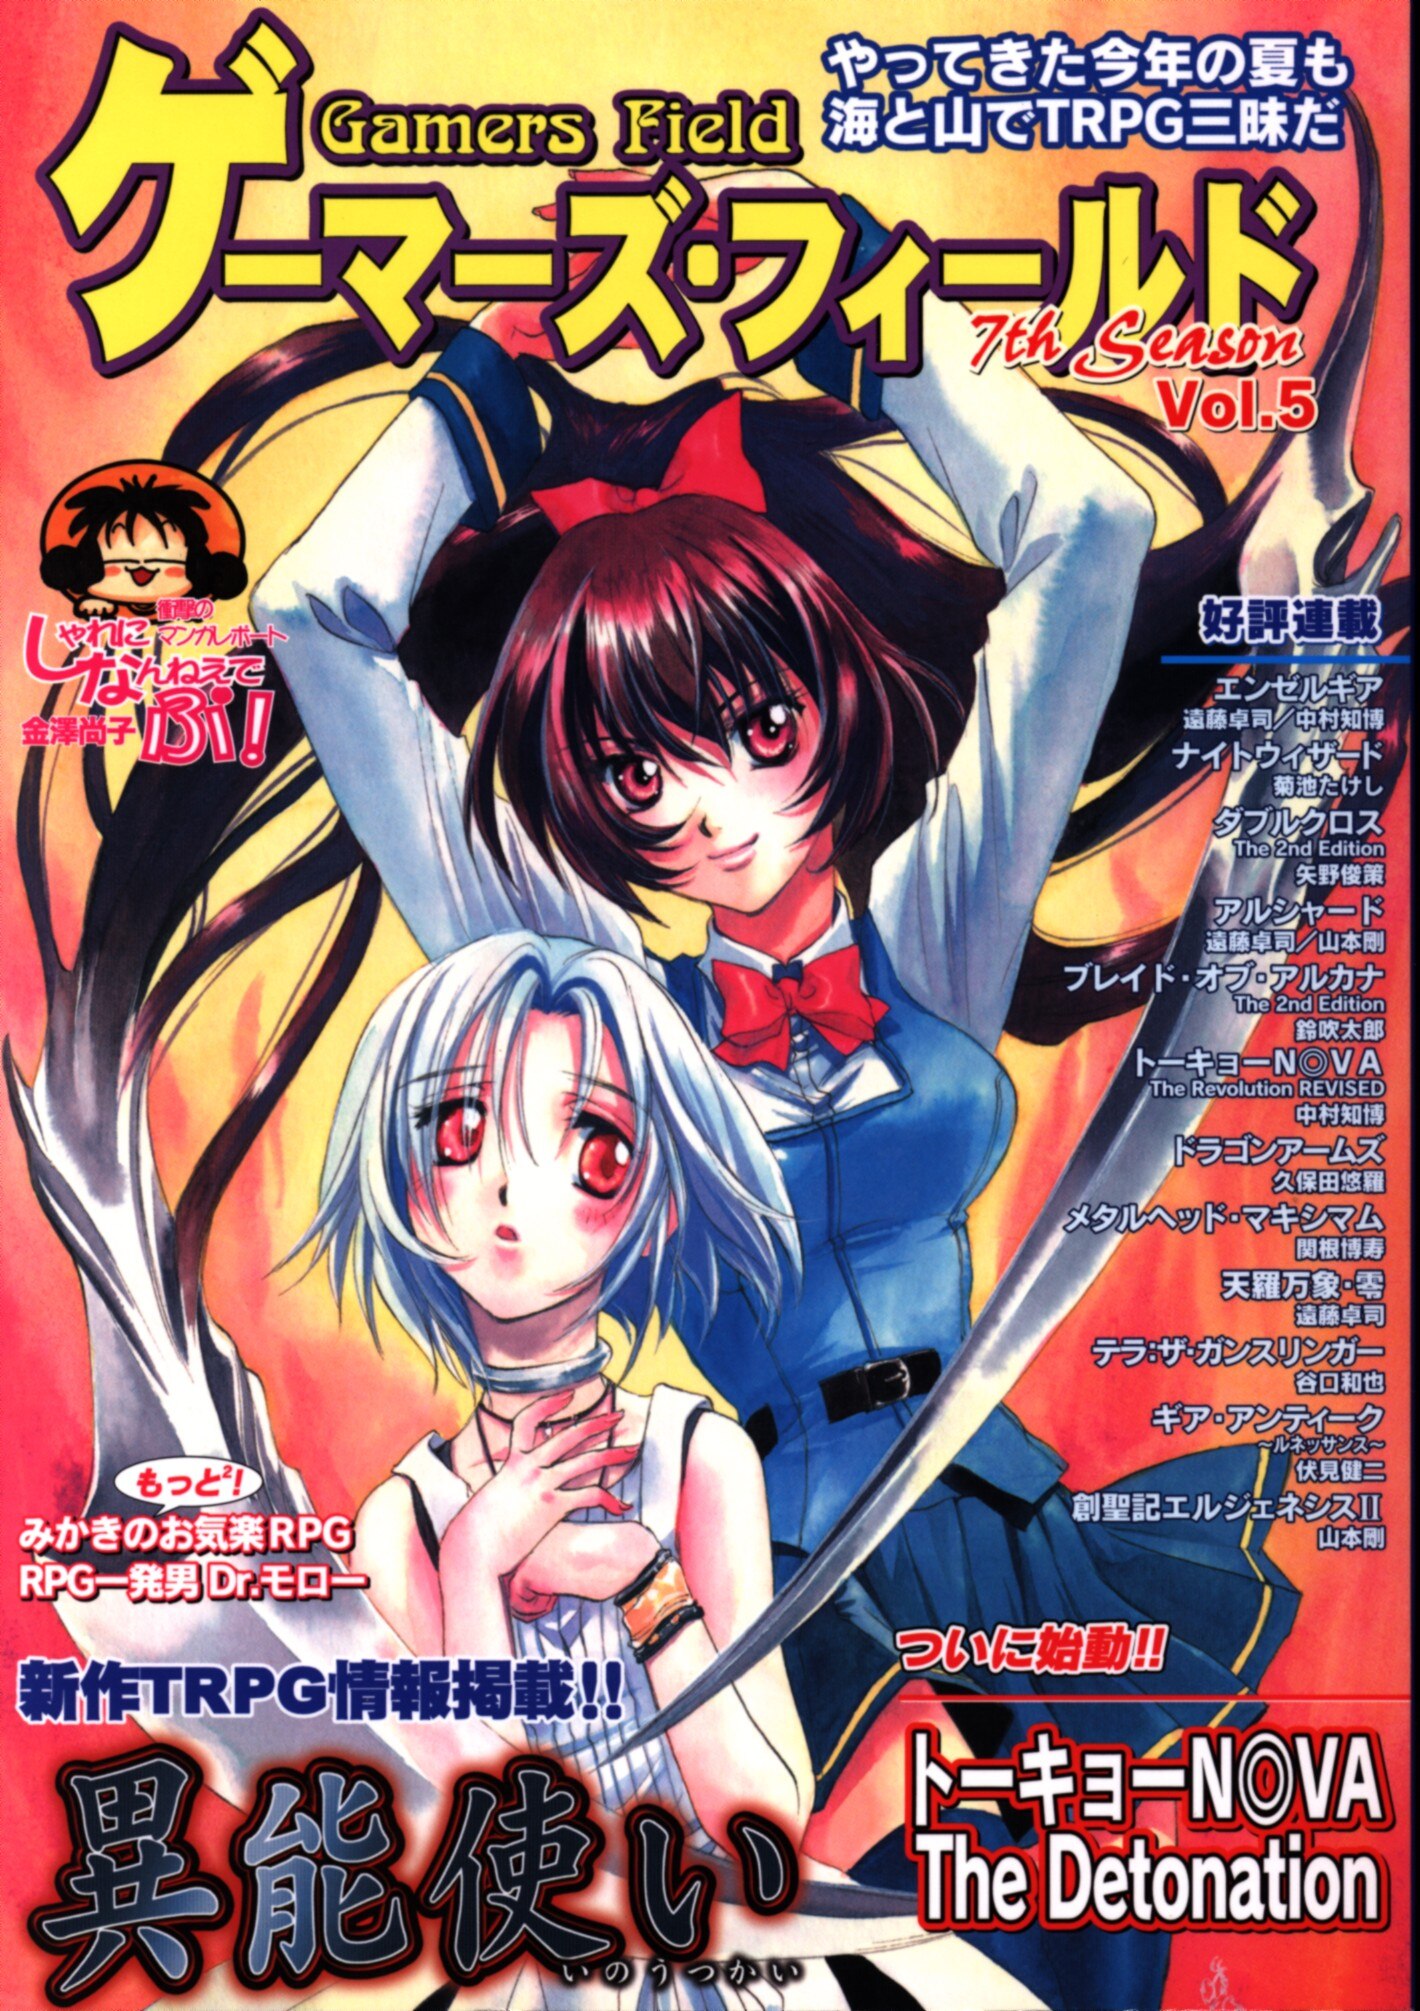 やってきた今年の夏も
海と山でTRPG三昧だ
Gamers Field
ゲーマーズ・フィールド
7th Season
Vol.5
衝撃の
マンガレポート
しゃれに
なんねぇで
ぶぅ!
金澤尚子
好評連載
エンゼルギア
遠藤卓司／中村知博
ナイトウィザード
菊池たけし
ダブルクロス
The 2nd Edition
矢野俊策
アルシャード
遠藤卓司／山本剛
ブレイド・オブ・アルカナ
The 2nd Edition
鈴吹太郎
トーキョーN◎VA
The Revolution REVISED
中村知博
ドラゴンアームズ
久保田悠羅
メタルヘッド・マキシマム
関根博寿
天羅万象・零
遠藤卓司
テラ:ザ・ガンスリンガー
谷口和也
ギア・アンティーク
～ルネッサンス～
伏見健二
創聖記エルジェネシスII
山本剛
もっと²!
みかきのお気楽RPG
RPG一発男 Dr.モロー
新作TRPG情報掲載!!
異能使い
いのうつかい
ついに始動!!
トーキョーN◎VA
The Detonation